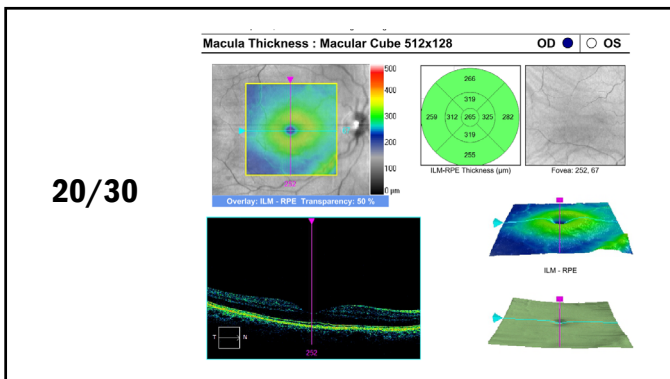 Macula Thickness : Macular Cube 512x128
OD
OS
20/30
500
400
300
200
100
0 µm
252
Overlay: ILM - RPE Transparency: 50 %
266
319
259
312
265
325
282
319
255
ILM-RPE Thickness (µm)
Fovea: 252, 67
ILM - RPE
T
N
252